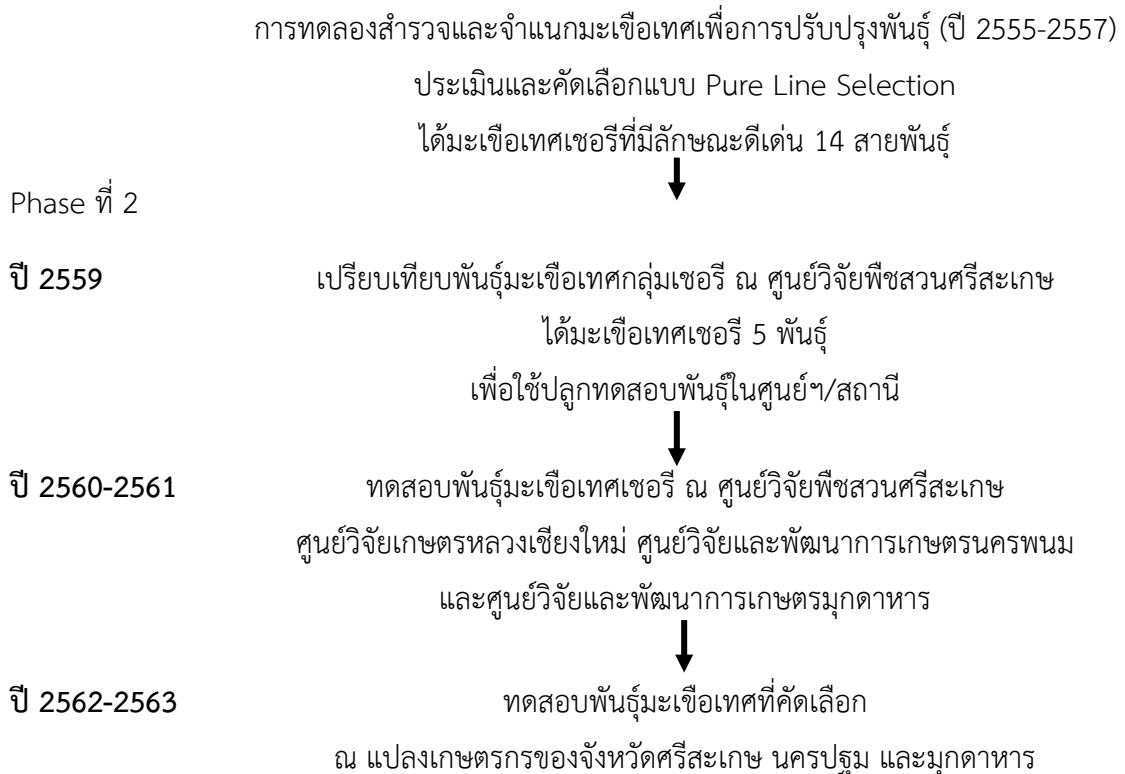 การทดลองสำรวจและจำแนกมะเขือเทศเพื่อการปรับปรุงพันธุ์ (ปี 2555-2557)
ประเมินและคัดเลือกแบบ Pure Line Selection
ได้มะเขือเทศเชอรีที่มีลักษณะดีเด่น 14 สายพันธุ์
Phase ที่ 2
ปี 2559 เปรียบเทียบพันธุ์มะเขือเทศกลุ่มเชอรี ณ ศูนย์วิจัยพืชสวนศรีสะเกษ
ได้มะเขือเทศเชอรี 5 พันธุ์
เพื่อใช้ปลูกทดสอบพันธุ์ในศูนย์ฯ/สถานี
ปี 2560-2561 ทดสอบพันธุ์มะเขือเทศเชอรี ณ ศูนย์วิจัยพืชสวนศรีสะเกษ
ศูนย์วิจัยเกษตรหลวงเชียงใหม่ ศูนย์วิจัยและพัฒนาการเกษตรนครพนม
และศูนย์วิจัยและพัฒนาการเกษตรมุกดาหาร
ปี 2562-2563 ทดสอบพันธุ์มะเขือเทศที่คัดเลือก
ณ แปลงเกษตรกรของจังหวัดศรีสะเกษ นครปฐม และมุกดาหาร